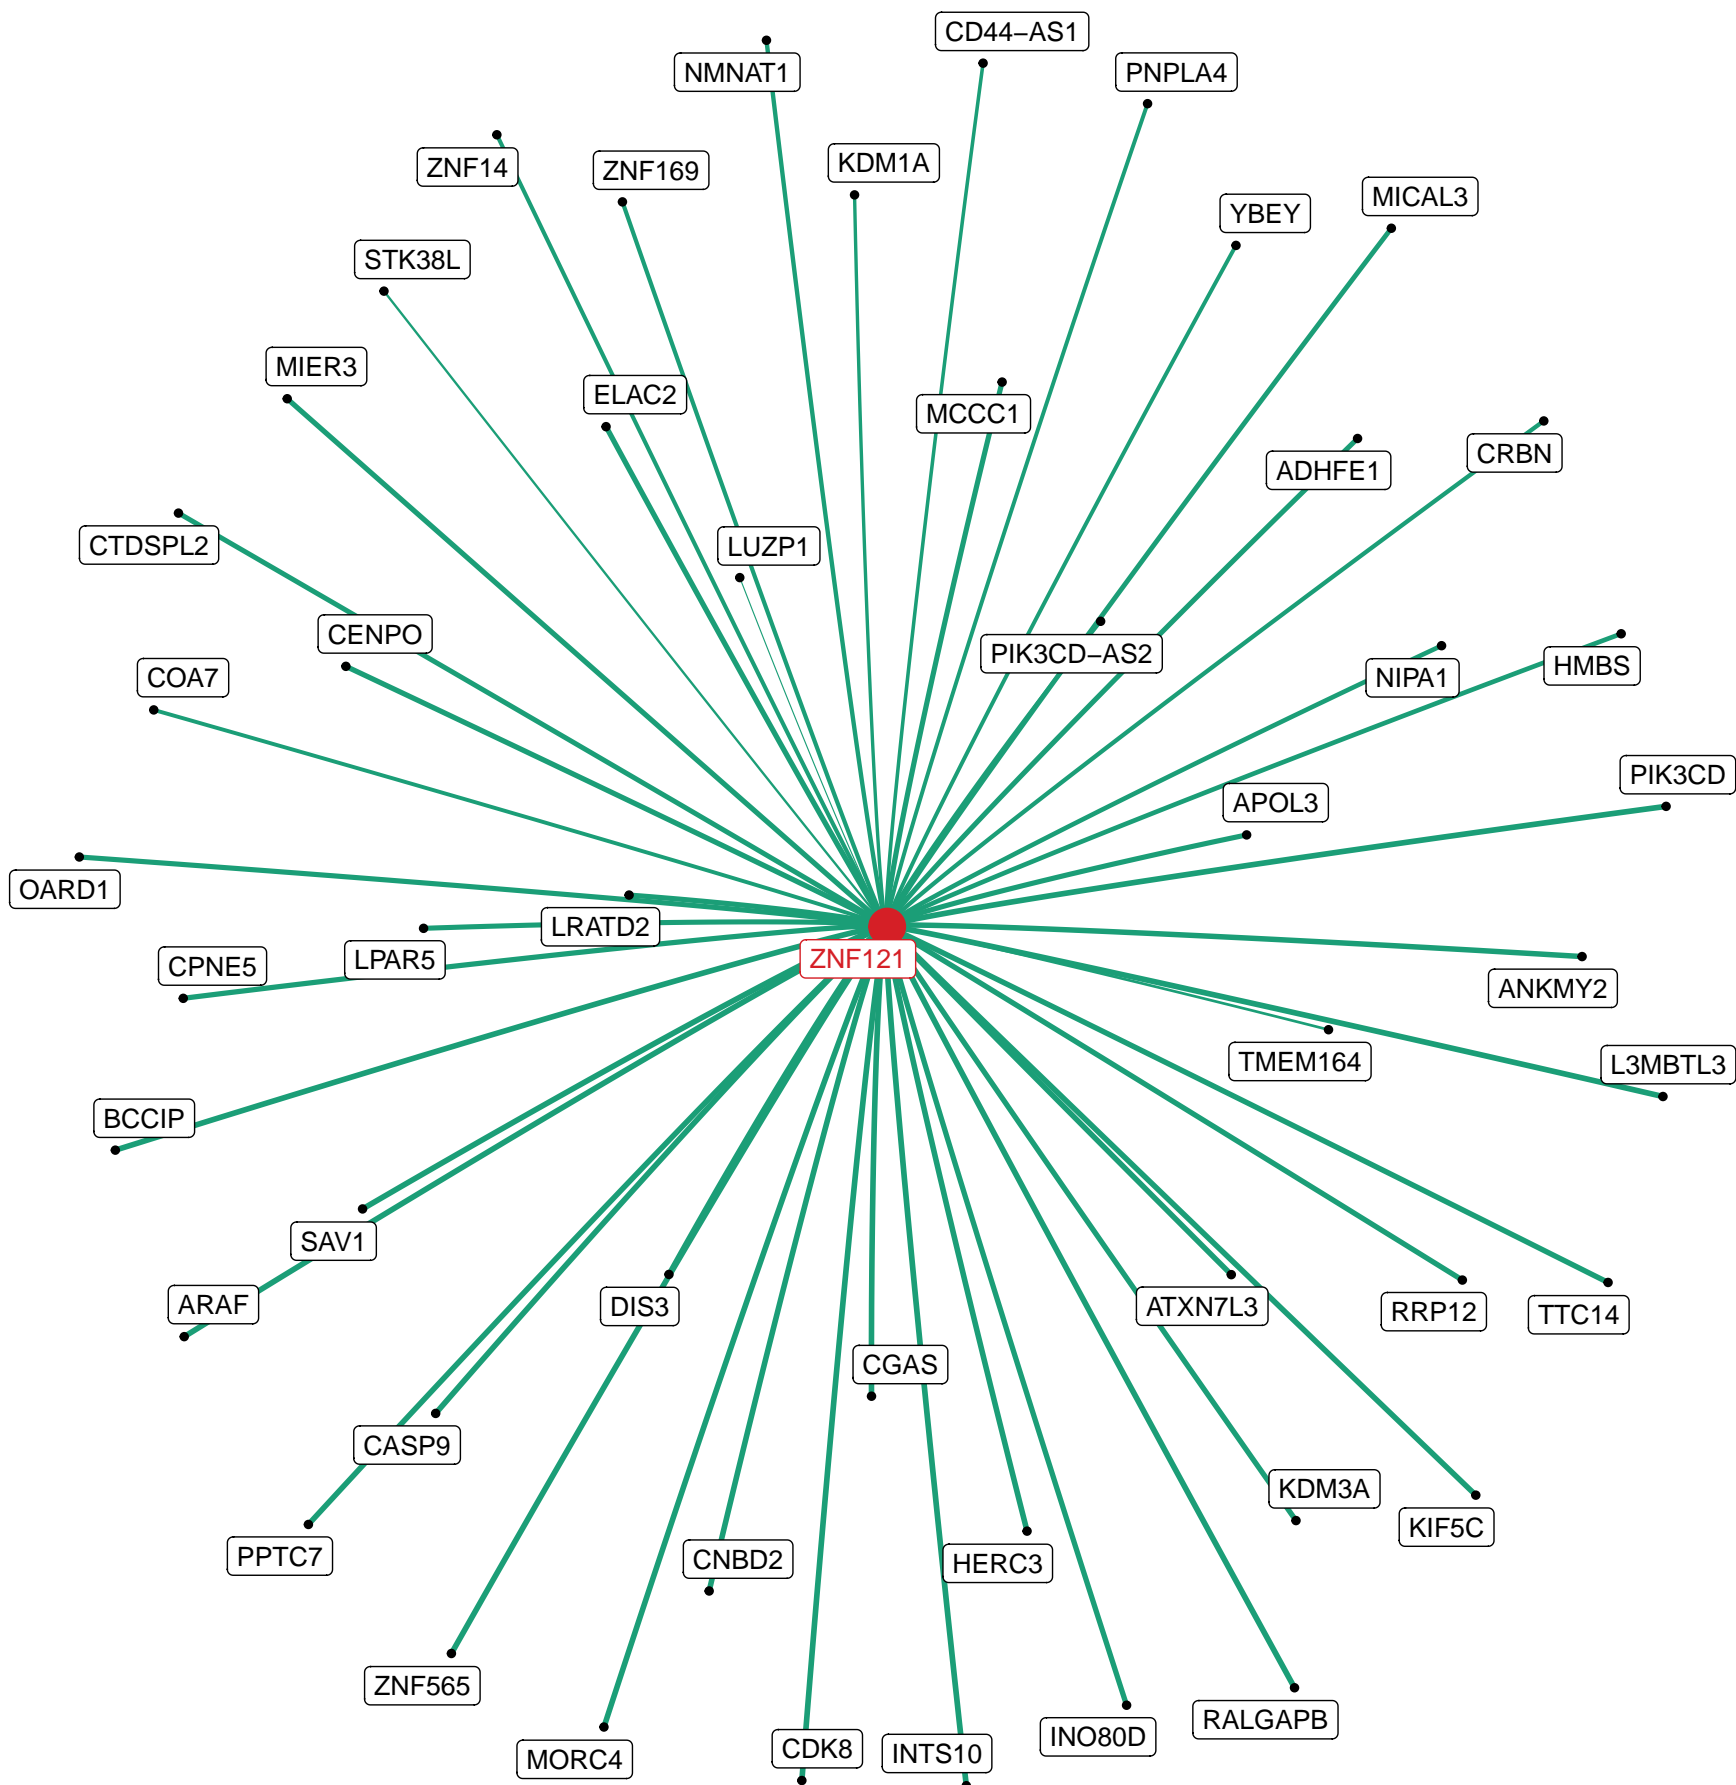 CD44–AS1
NMNAT1
PNPLA4
ZNF14
ZNF169
KDM1A
MICAL3
YBEY
STK38L
MIER3
ELAC2
MCCC1
CRBN
ADHFE1
CTDSPL2
LUZP1
CENPO
PIK3CD–AS2
HMBS
COA7
NIPA1
PIK3CD
APOL3
OARD1
LRATD2
ZNF121
LPAR5
CPNE5
ANKMY2
TMEM164
L3MBTL3
BCCIP
SAV1
ARAF
DIS3
ATXN7L3
RRP12
TTC14
CGAS
CASP9
KDM3A
KIF5C
PPTC7
CNBD2
HERC3
ZNF565
RALGAPB
INO80D
CDK8
INTS10
MORC4